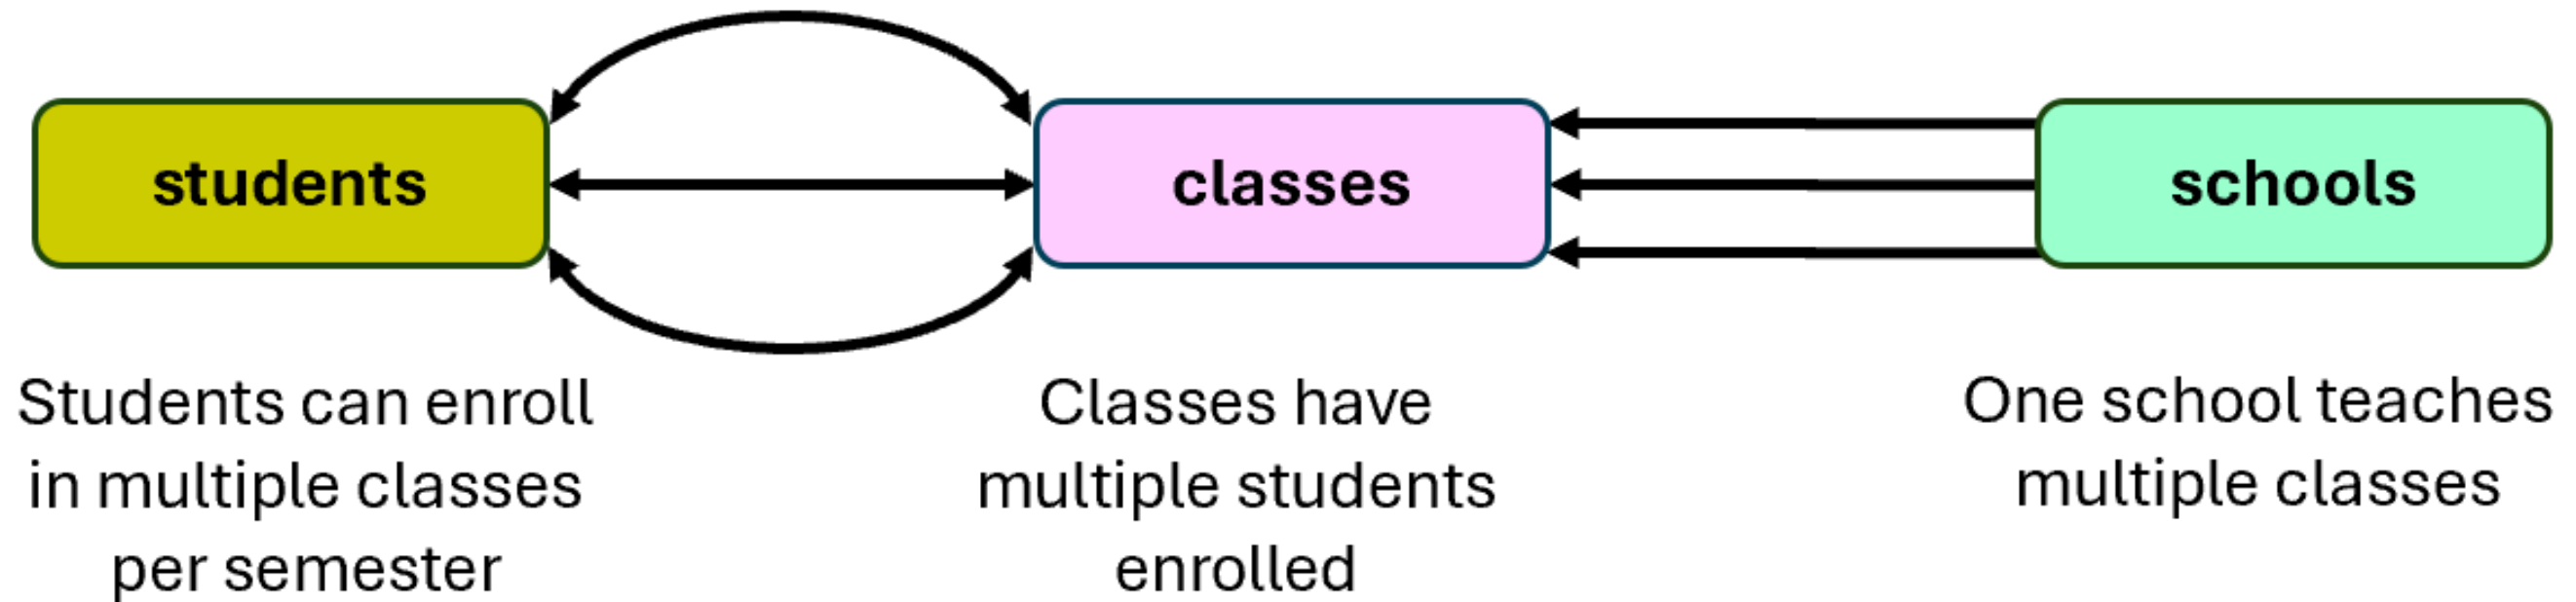 students
classes
schools
Students can enroll
in multiple classes
per semester
Classes have
multiple students
enrolled
One school teaches
multiple classes